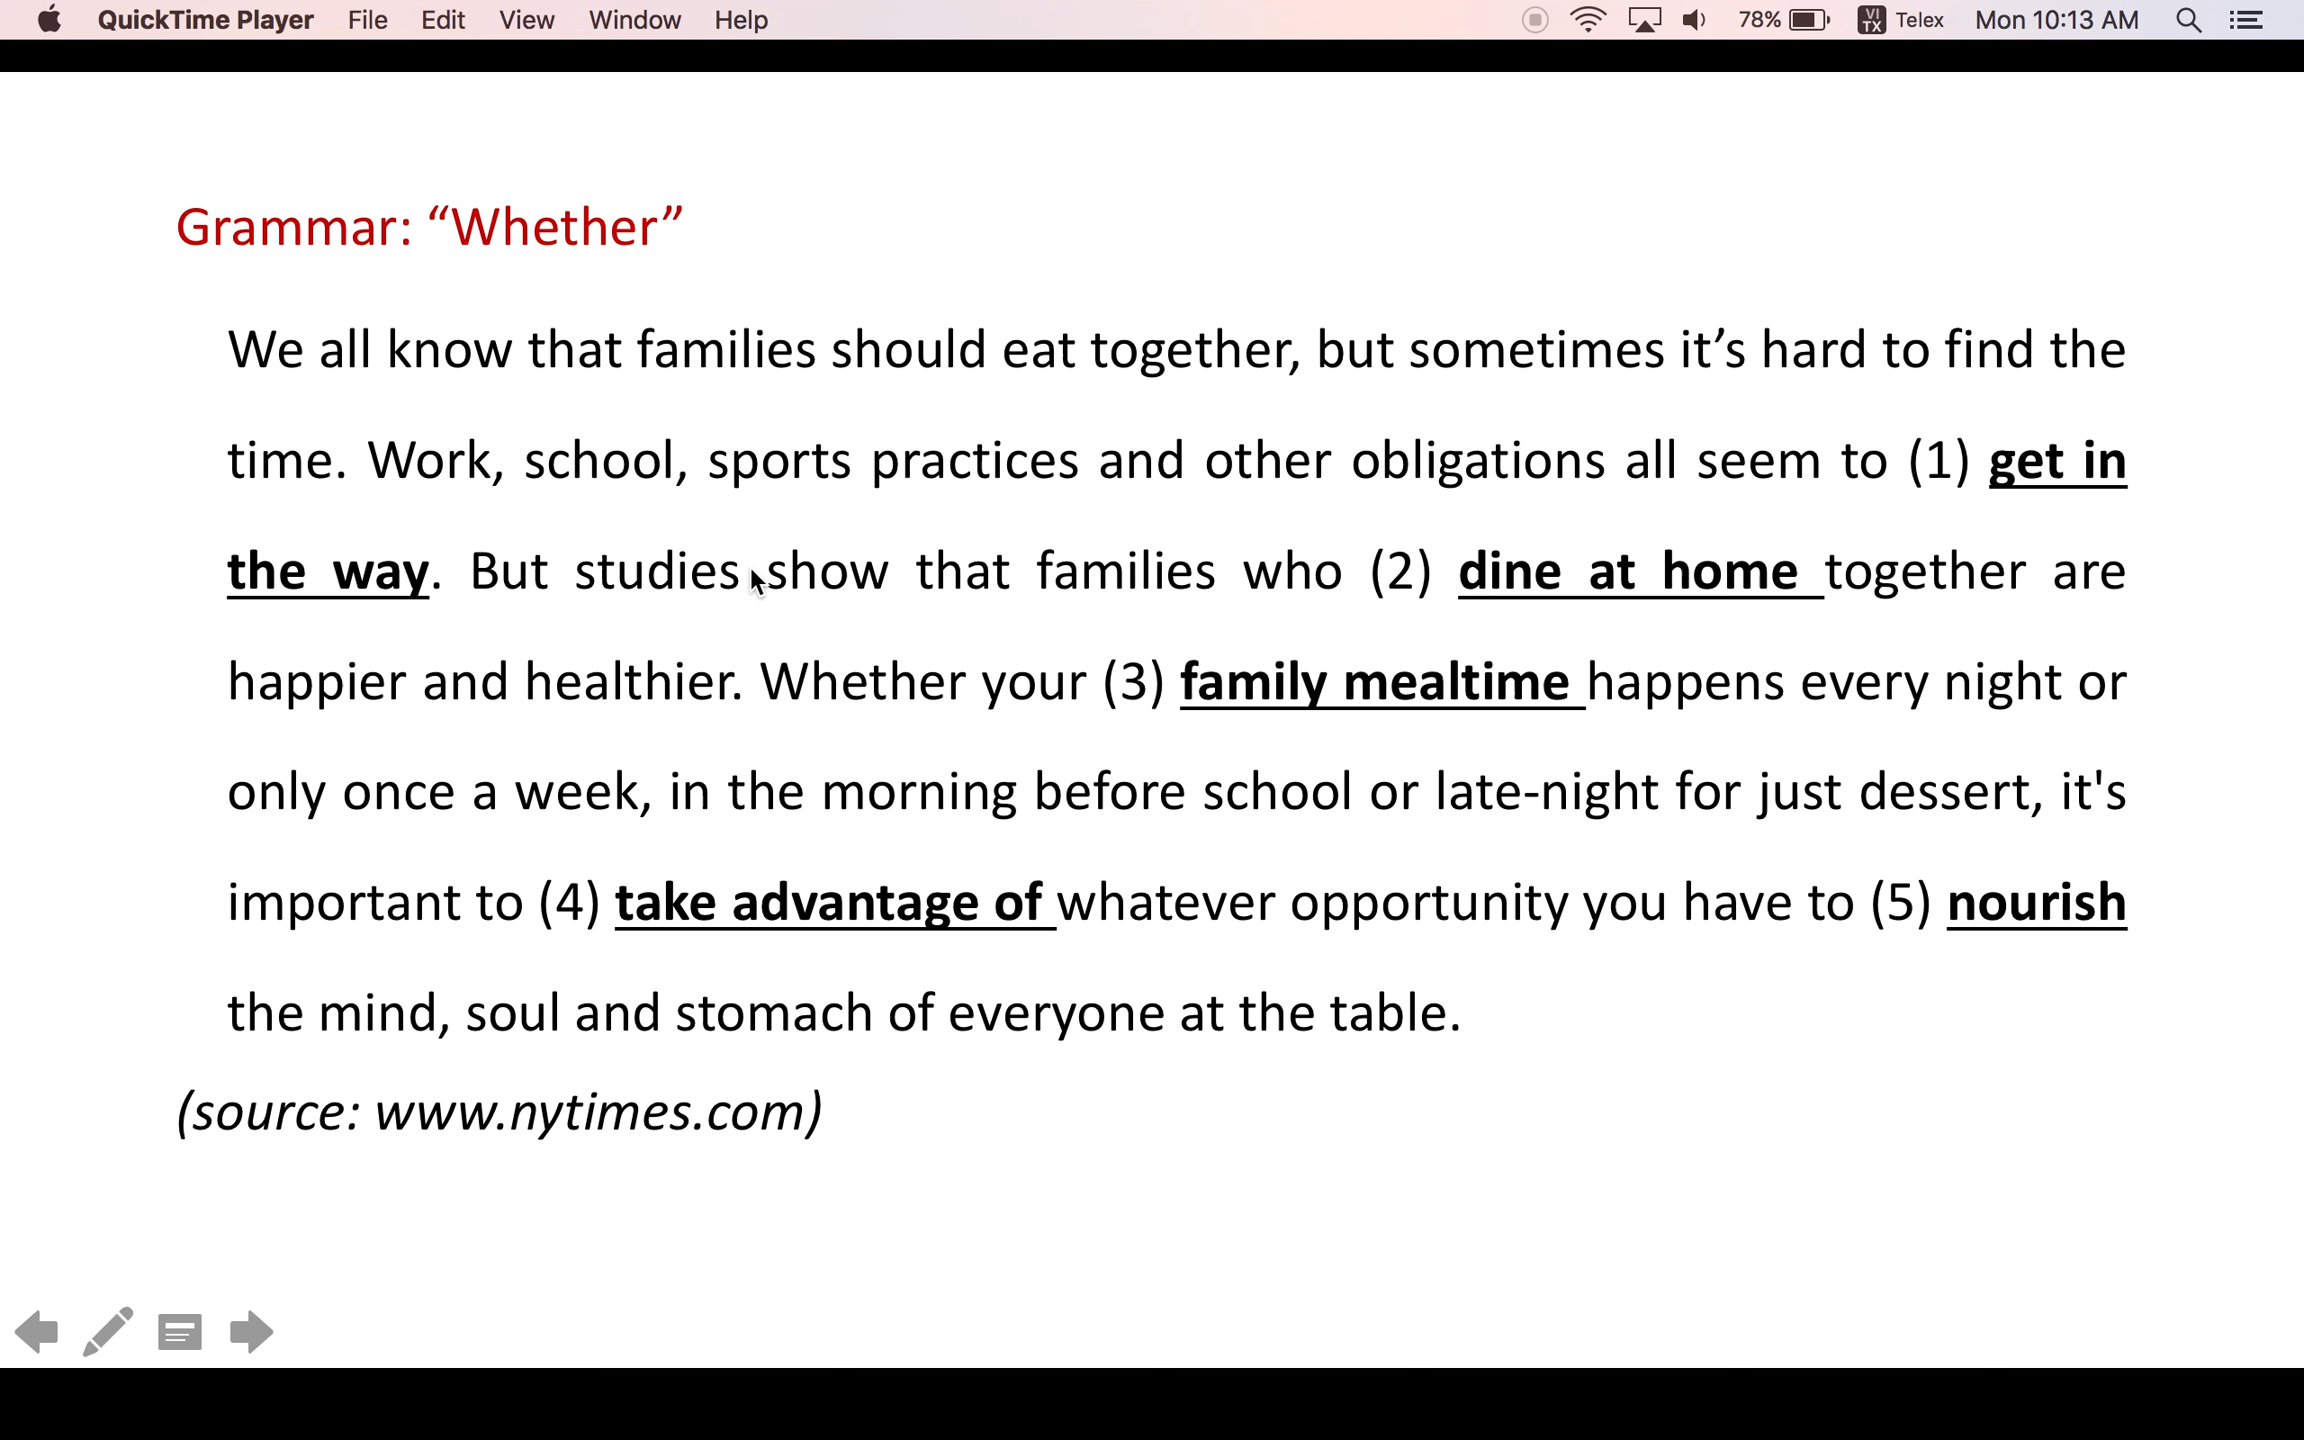 QuickTime Player File Edit View Window Help 78% VI TX Telex Mon 10:13 AM
Grammar: “Whether”
We all know that families should eat together, but sometimes it’s hard to find the
time. Work, school, sports practices and other obligations all seem to (1) get in
the way. But studies show that families who (2) dine at home together are
happier and healthier. Whether your (3) family mealtime happens every night or
only once a week, in the morning before school or late-night for just dessert, it's
important to (4) take advantage of whatever opportunity you have to (5) nourish
the mind, soul and stomach of everyone at the table.
(source: www.nytimes.com)